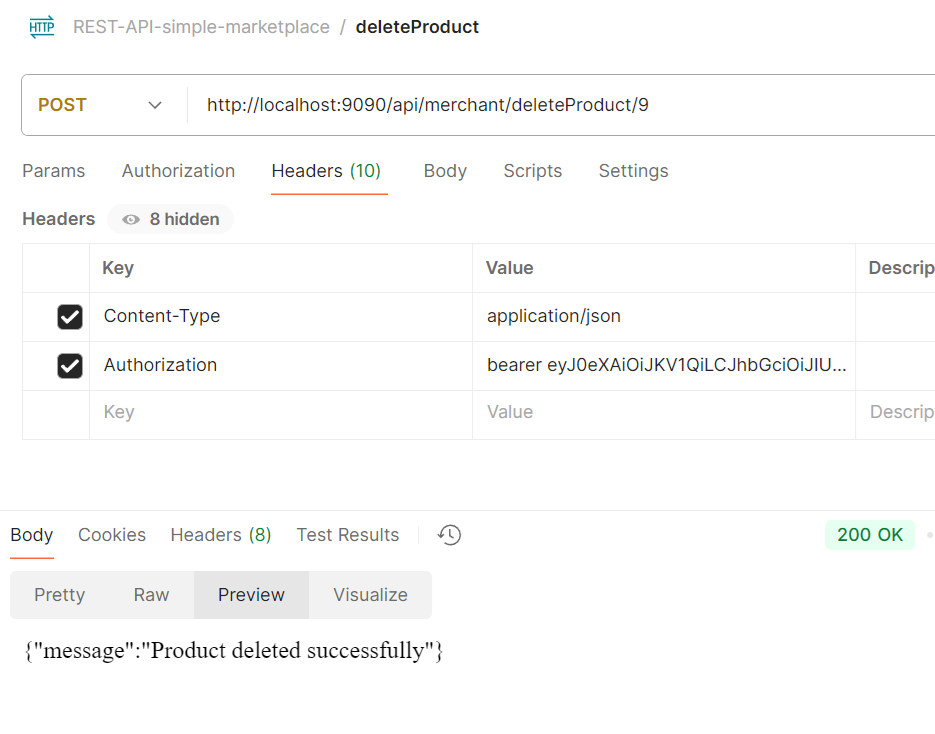 HTTP REST-API-simple-marketplace / deleteProduct
POST http://localhost:9090/api/merchant/deleteProduct/9
Params Authorization Headers (10) Body Scripts Settings
Headers 8 hidden
Key Value Descrip
Content-Type application/json
Authorization bearer eyJ0eXAiOiJKV1QiLCJhbGciOiJIU...
Key Value Descrip
Body Cookies Headers (8) Test Results 200 OK
Pretty Raw Preview Visualize
{"message":"Product deleted successfully"}